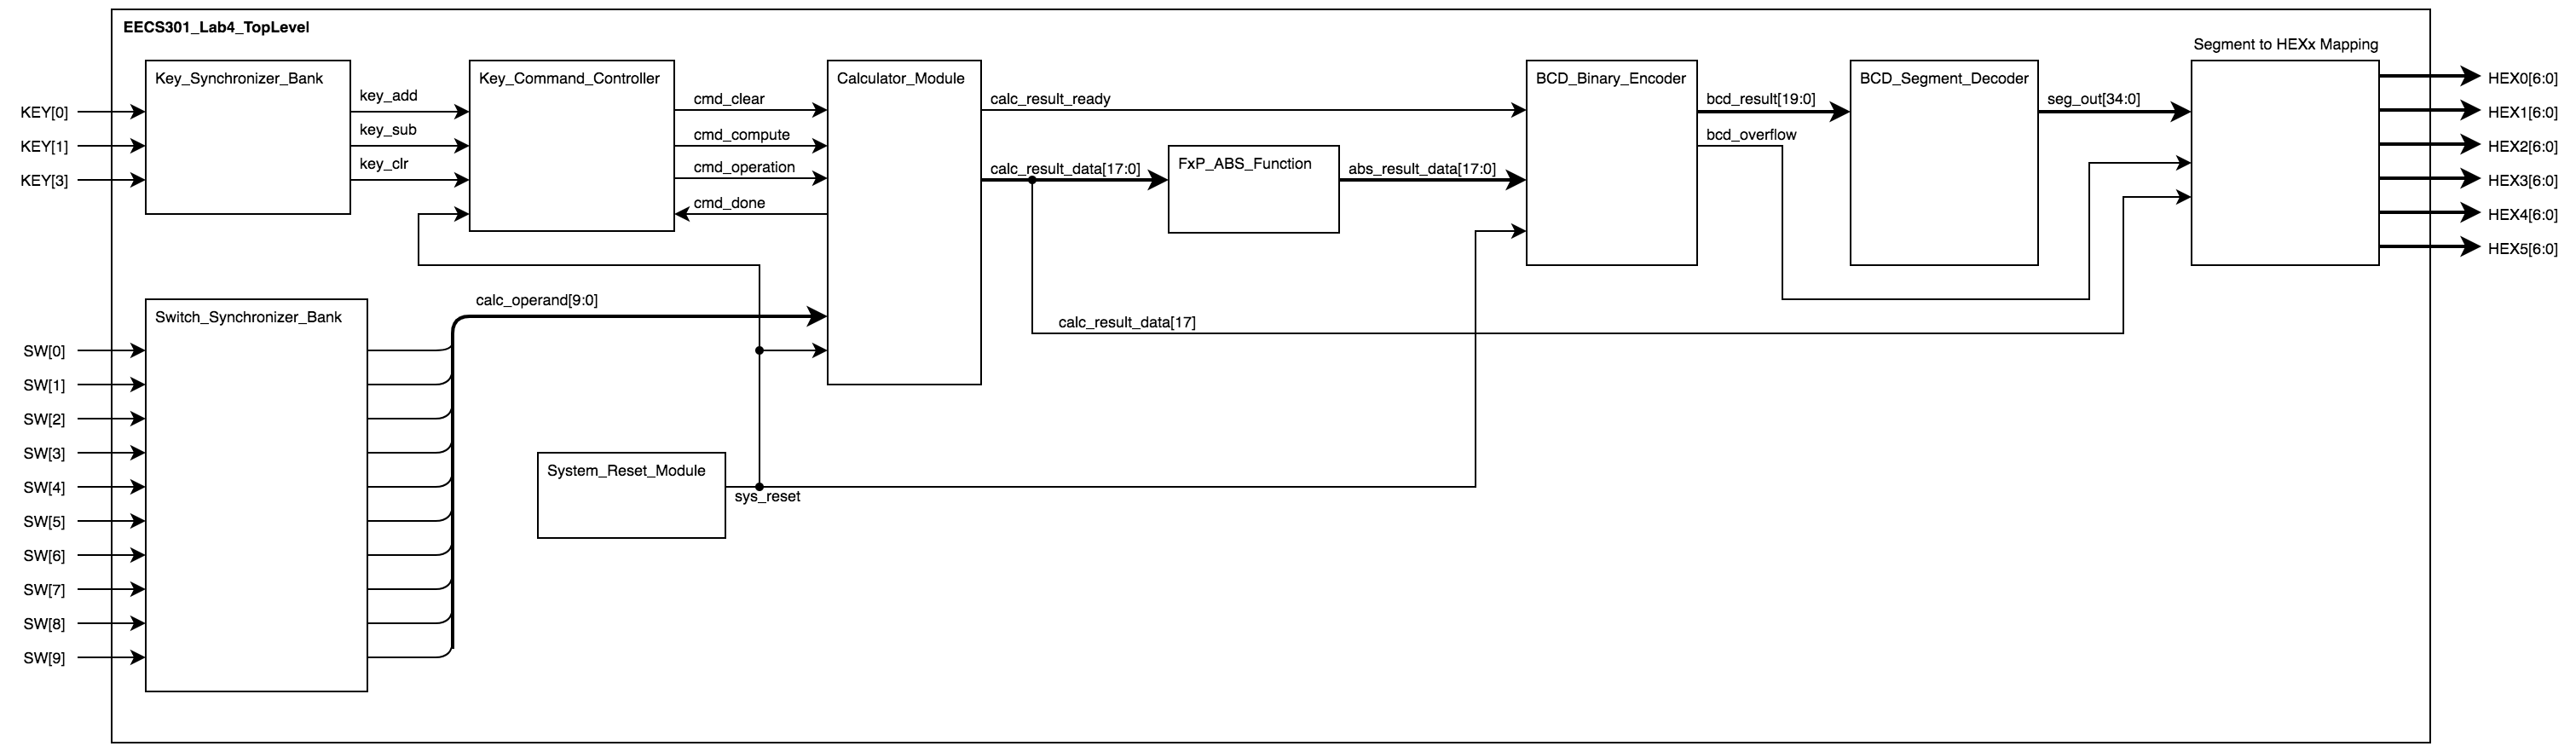 EECS301_Lab4_TopLevel
Segment to HEXx Mapping
Key_Synchronizer_Bank
Key_Command_Controller
Calculator_Module
BCD_Binary_Encoder
BCD_Segment_Decoder
KEY[0]
KEY[1]
KEY[3]
key_add
key_sub
key_clr
cmd_clear
cmd_compute
cmd_operation
cmd_done
calc_result_ready
calc_result_data[17:0]
FxP_ABS_Function
abs_result_data[17:0]
bcd_result[19:0]
bcd_overflow
seg_out[34:0]
HEX0[6:0]
HEX1[6:0]
HEX2[6:0]
HEX3[6:0]
HEX4[6:0]
HEX5[6:0]
calc_operand[9:0]
calc_result_data[17]
Switch_Synchronizer_Bank
SW[0]
SW[1]
SW[2]
SW[3]
SW[4]
SW[5]
SW[6]
SW[7]
SW[8]
SW[9]
System_Reset_Module
sys_reset